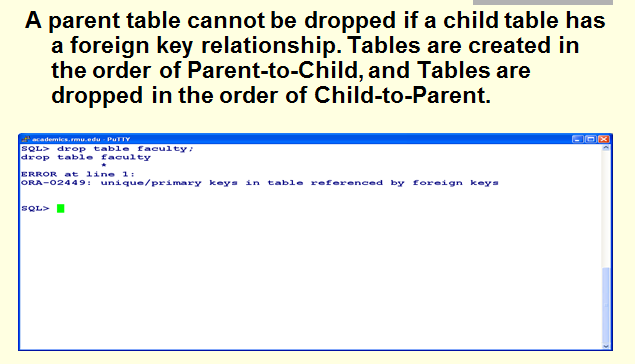 A parent table cannot be dropped if a child table has
a foreign key relationship. Tables are created in
the order of Parent-to-Child, and Tables are
dropped in the order of Child-to-Parent.
academics.rmu.edu - PuTTY
SQL> drop table faculty;
drop table faculty
*
ERROR at line 1:
ORA-02449: unique/primary keys in table referenced by foreign keys
SQL>